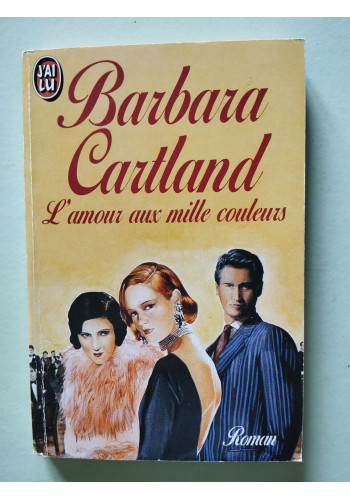 J'AI
LU
Barbara
Cartland
L'amour aux mille couleurs
Roman